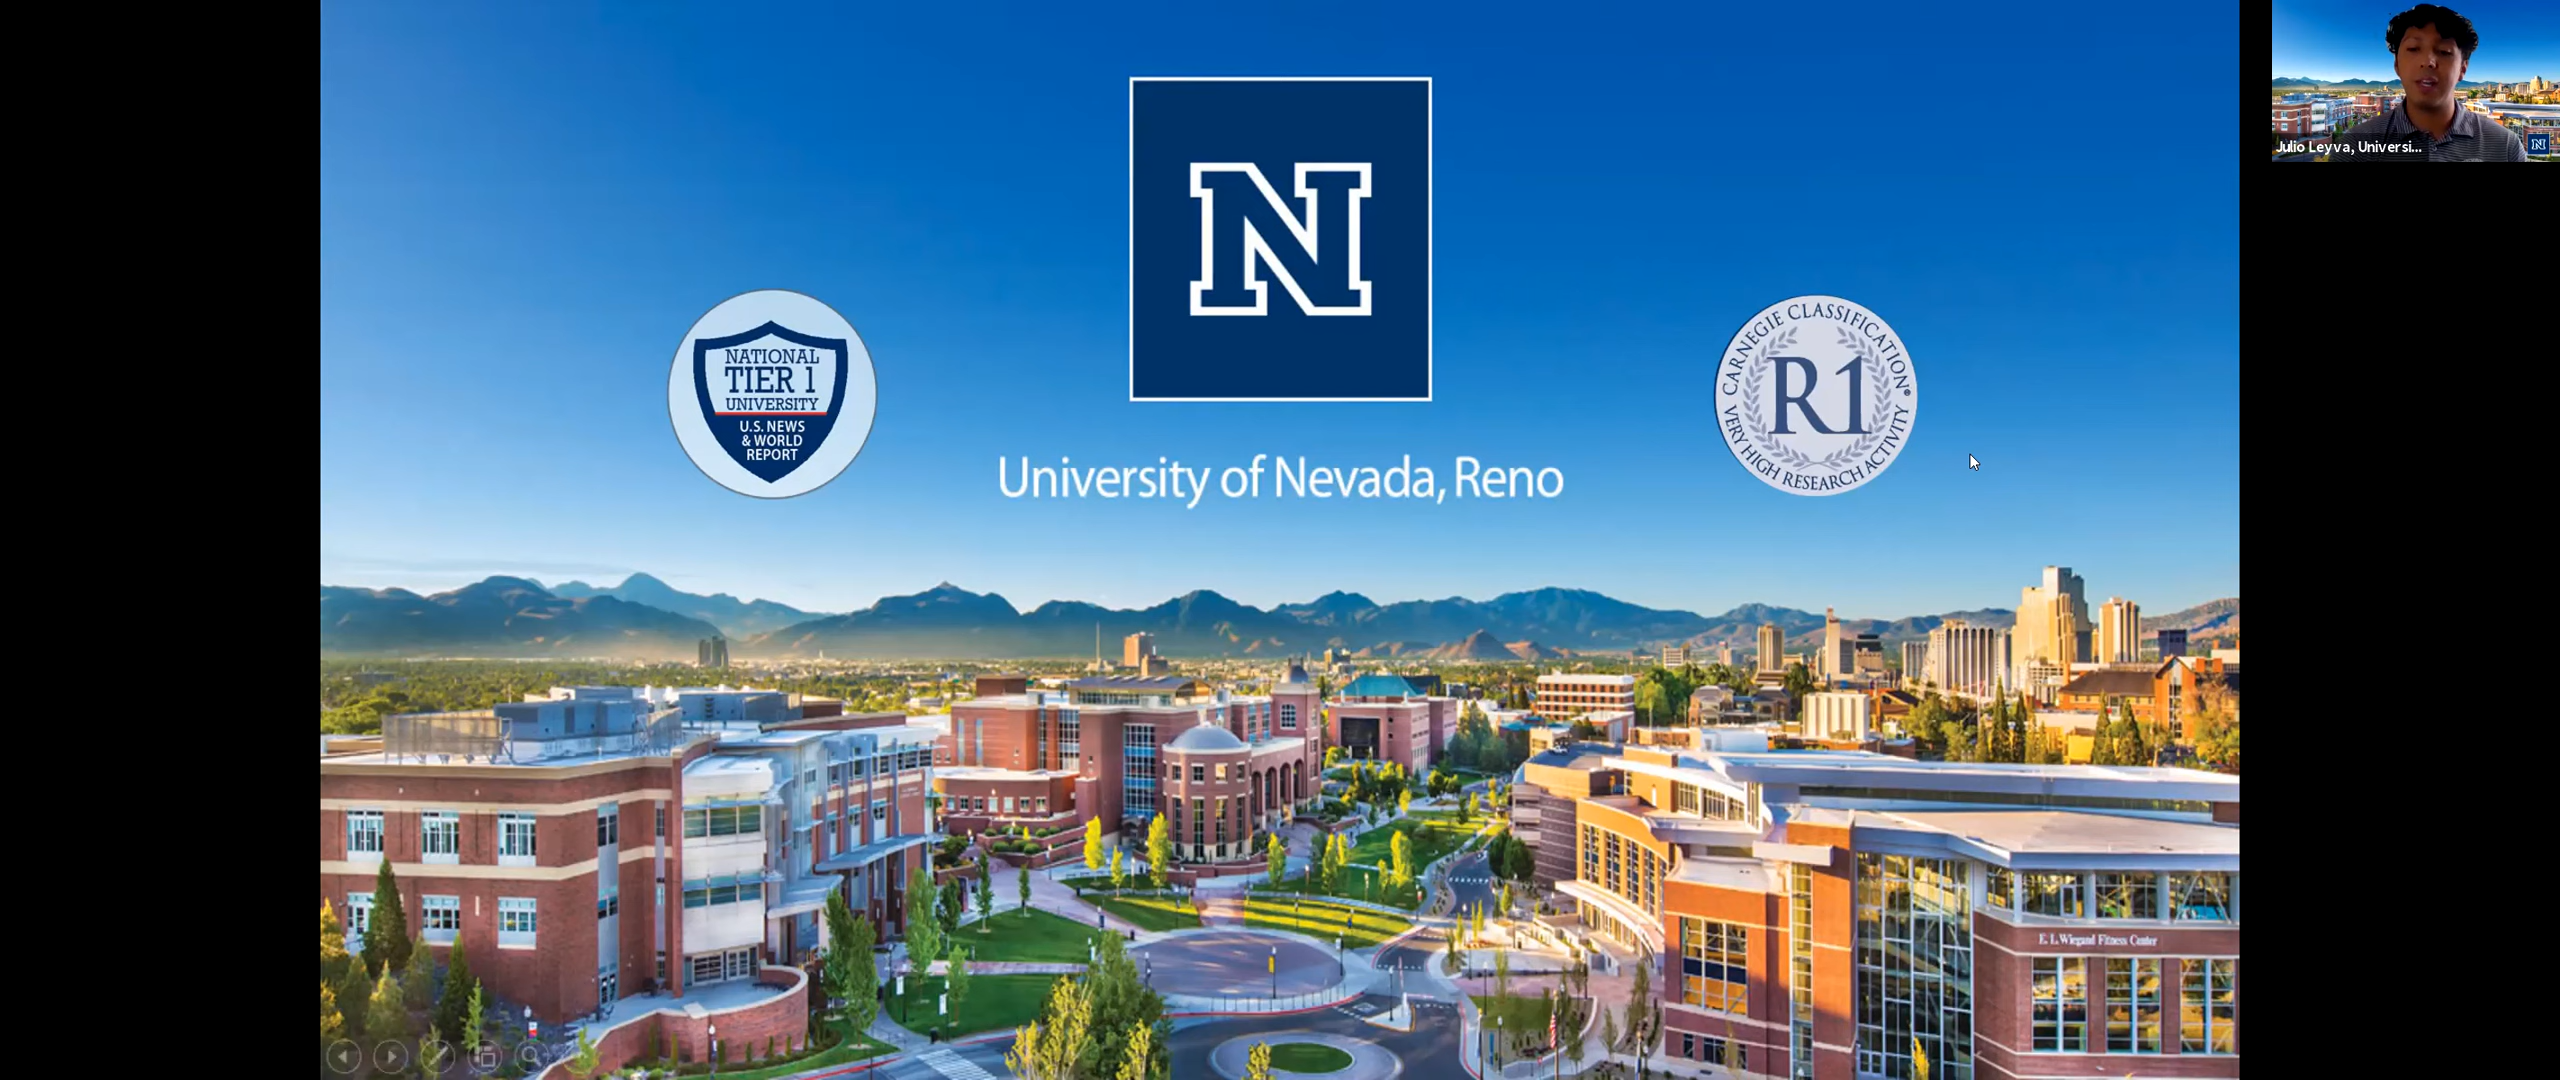 N
NATIONAL
TIER 1
UNIVERSITY
U.S. NEWS
& WORLD
REPORT
University of Nevada, Reno
CARNEGIE CLASSIFICATION®
R1
VERY HIGH RESEARCH ACTIVITY
E. L. Wiegand Fitness Center
Julio Leyva, Universi...
N